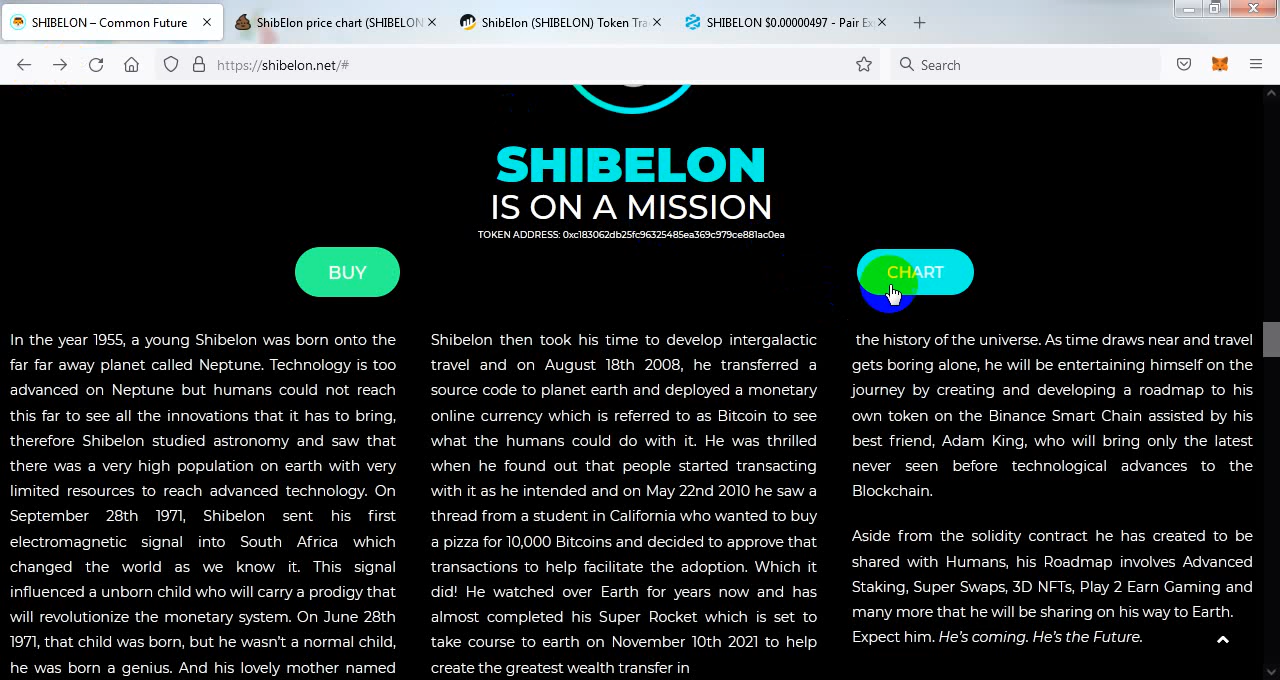 SHIBELON – Common Future
ShibElon price chart (SHIBELON
ShibElon (SHIBELON) Token Tra
SHIBELON $0.00000497 - Pair Ex
https://shibelon.net/#
Search
SHIBELON
IS ON A MISSION
TOKEN ADDRESS: 0xc183062db25fc96325485ea369c979ce881ac0ea
BUY
CHART
In the year 1955, a young Shibelon was born onto the
far far away planet called Neptune. Technology is too
advanced on Neptune but humans could not reach
this far to see all the innovations that it has to bring,
therefore Shibelon studied astronomy and saw that
there was a very high population on earth with very
limited resources to reach advanced technology. On
September 28th 1971, Shibelon sent his first
electromagnetic signal into South Africa which
changed the world as we know it. This signal
influenced a unborn child who will carry a prodigy that
will revolutionize the monetary system. On June 28th
1971, that child was born, but he wasn't a normal child,
he was born a genius. And his lovely mother named
Shibelon then took his time to develop intergalactic
travel and on August 18th 2008, he transferred a
source code to planet earth and deployed a monetary
online currency which is referred to as Bitcoin to see
what the humans could do with it. He was thrilled
when he found out that people started transacting
with it as he intended and on May 22nd 2010 he saw a
thread from a student in California who wanted to buy
a pizza for 10,000 Bitcoins and decided to approve that
transactions to help facilitate the adoption. Which it
did! He watched over Earth for years now and has
almost completed his Super Rocket which is set to
take course to earth on November 10th 2021 to help
create the greatest wealth transfer in
the history of the universe. As time draws near and travel
gets boring alone, he will be entertaining himself on the
journey by creating and developing a roadmap to his
own token on the Binance Smart Chain assisted by his
best friend, Adam King, who will bring only the latest
never seen before technological advances to the
Blockchain.
Aside from the solidity contract he has created to be
shared with Humans, his Roadmap involves Advanced
Staking, Super Swaps, 3D NFTs, Play 2 Earn Gaming and
many more that he will be sharing on his way to Earth.
Expect him. He's coming. He's the Future.